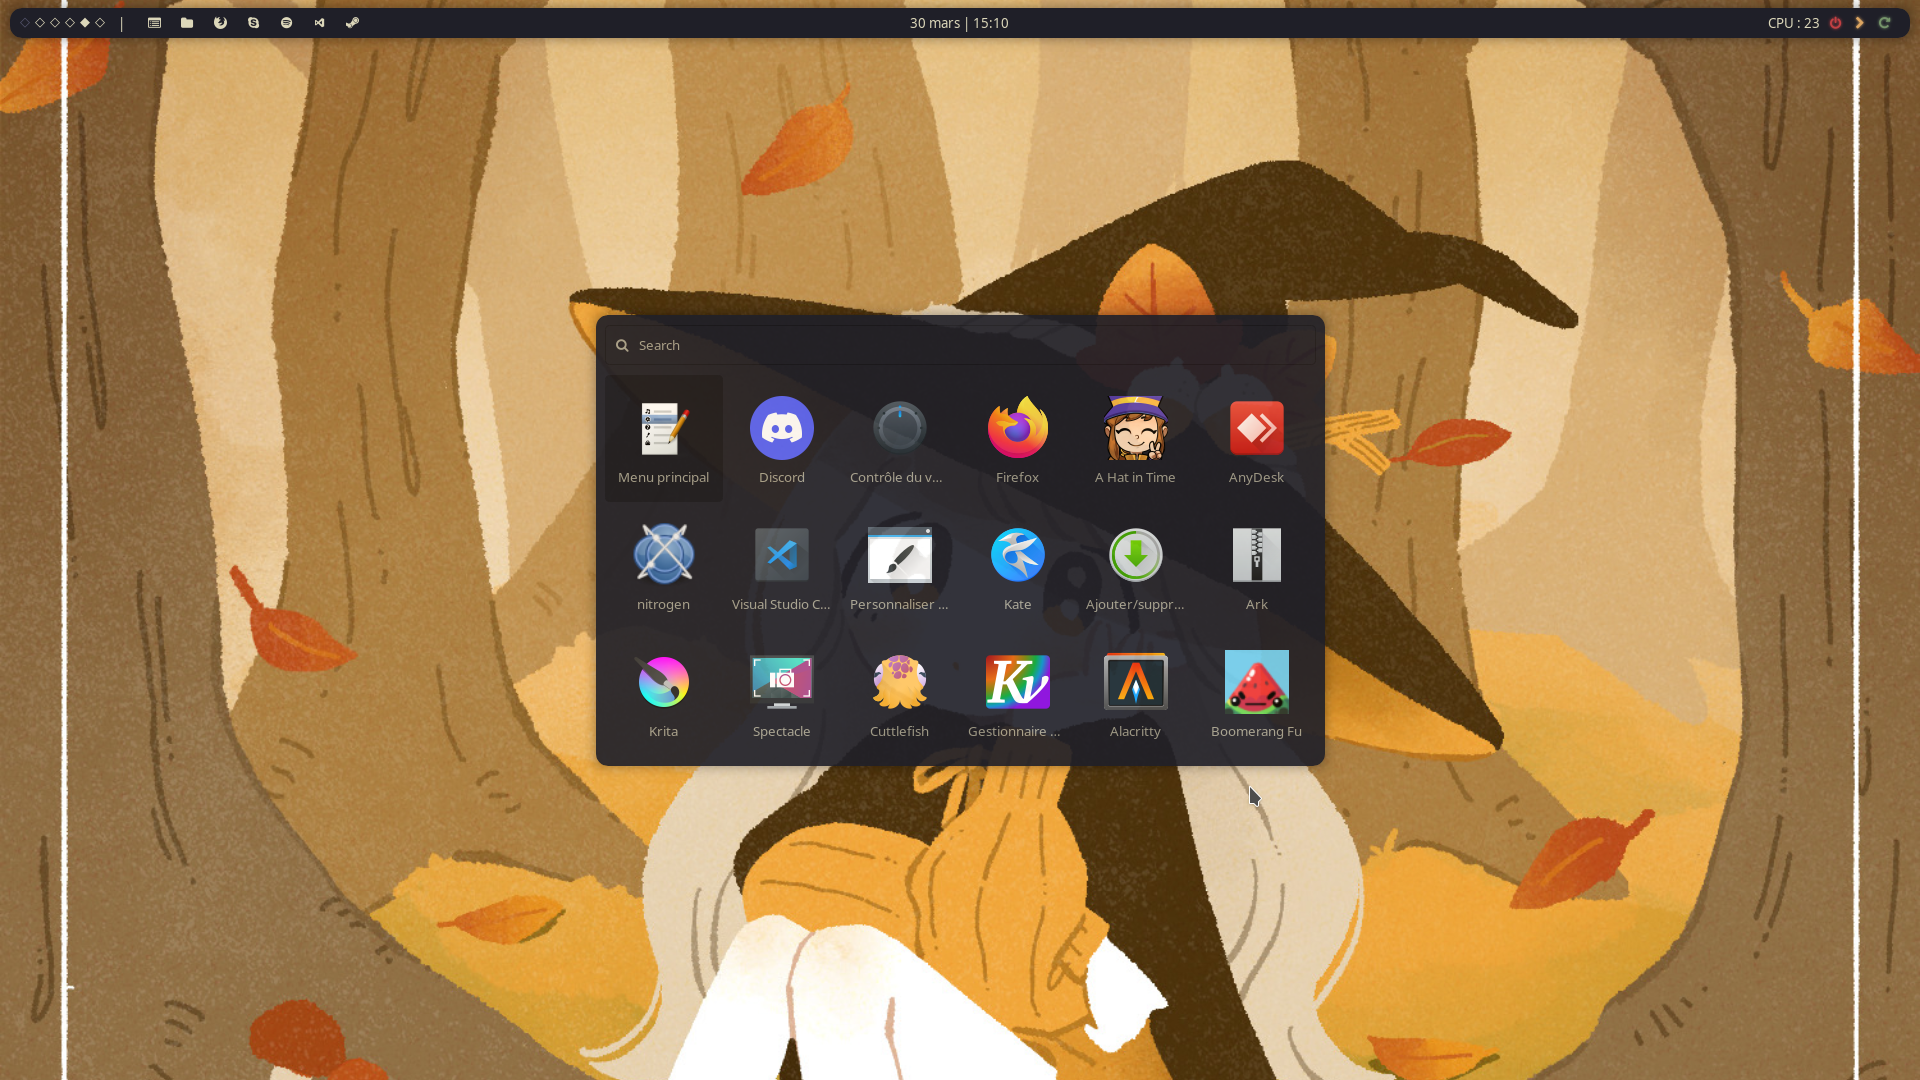 30 mars | 15:10
CPU : 23
Search
Menu principal
Discord
Contrôle du v...
Firefox
A Hat in Time
AnyDesk
nitrogen
Visual Studio C...
Personnaliser ...
Kate
Ajouter/suppr...
Ark
Krita
Spectacle
Cuttlefish
Kv
Gestionnaire ...
Alacritty
Boomerang Fu